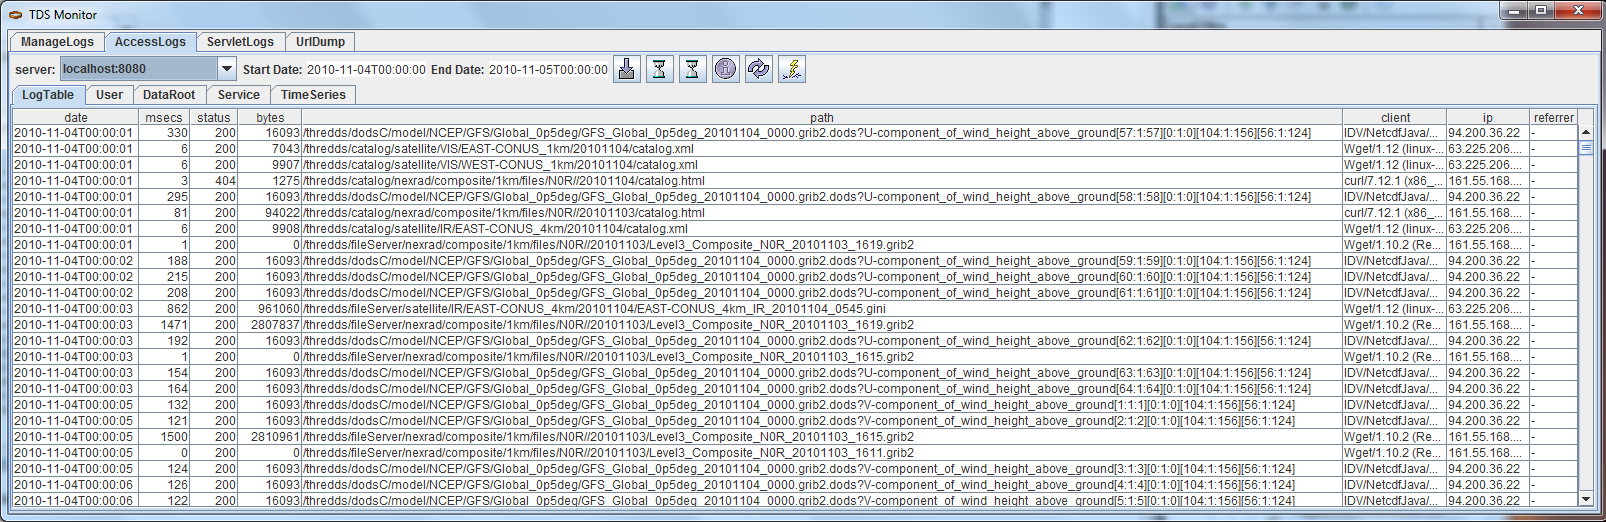 TDS Monitor
ManageLogs AccessLogs ServletLogs UrlDump
server: localhost:8080 Start Date: 2010-11-04T00:00:00 End Date: 2010-11-05T00:00:00
LogTable User DataRoot Service TimeSeries
date msecs status bytes path client ip referrer
2010-11-04T00:00:01 330 200 16093 /thredds/dodsC/model/NCEP/GFS/Global_0p5deg/GFS_Global_0p5deg_20101104_0000.grib2.dods?U-component_of_wind_height_above_ground[57:1:57][0:1:0][104:1:156][56:1:124] IDV/NetcdfJava/... 94.200.36.22 -
2010-11-04T00:00:01 6 200 7043 /thredds/catalog/satellite/VIS/EAST-CONUS_1km/20101104/catalog.xml Wget/1.12 (linux-... 63.225.206.... -
2010-11-04T00:00:01 6 200 9907 /thredds/catalog/satellite/VIS/WEST-CONUS_1km/20101104/catalog.xml Wget/1.12 (linux-... 63.225.206.... -
2010-11-04T00:00:01 3 404 1275 /thredds/catalog/nexrad/composite/1km/files/N0R//20101104/catalog.html curl/7.12.1 (x86_... 161.55.168.... -
2010-11-04T00:00:01 295 200 16093 /thredds/dodsC/model/NCEP/GFS/Global_0p5deg/GFS_Global_0p5deg_20101104_0000.grib2.dods?U-component_of_wind_height_above_ground[58:1:58][0:1:0][104:1:156][56:1:124] IDV/NetcdfJava/... 94.200.36.22 -
2010-11-04T00:00:01 81 200 94022 /thredds/catalog/nexrad/composite/1km/files/N0R//20101103/catalog.html curl/7.12.1 (x86_... 161.55.168.... -
2010-11-04T00:00:01 6 200 9908 /thredds/catalog/satellite/IR/EAST-CONUS_4km/20101104/catalog.xml Wget/1.12 (linux-... 63.225.206.... -
2010-11-04T00:00:01 1 200 0 /thredds/fileServer/nexrad/composite/1km/files/N0R//20101103/Level3_Composite_N0R_20101103_1619.grib2 Wget/1.10.2 (Re... 161.55.168.... -
2010-11-04T00:00:02 188 200 16093 /thredds/dodsC/model/NCEP/GFS/Global_0p5deg/GFS_Global_0p5deg_20101104_0000.grib2.dods?U-component_of_wind_height_above_ground[59:1:59][0:1:0][104:1:156][56:1:124] IDV/NetcdfJava/... 94.200.36.22 -
2010-11-04T00:00:02 215 200 16093 /thredds/dodsC/model/NCEP/GFS/Global_0p5deg/GFS_Global_0p5deg_20101104_0000.grib2.dods?U-component_of_wind_height_above_ground[60:1:60][0:1:0][104:1:156][56:1:124] IDV/NetcdfJava/... 94.200.36.22 -
2010-11-04T00:00:02 208 200 16093 /thredds/dodsC/model/NCEP/GFS/Global_0p5deg/GFS_Global_0p5deg_20101104_0000.grib2.dods?U-component_of_wind_height_above_ground[61:1:61][0:1:0][104:1:156][56:1:124] IDV/NetcdfJava/... 94.200.36.22 -
2010-11-04T00:00:03 862 200 961060 /thredds/fileServer/satellite/IR/EAST-CONUS_4km/20101104/EAST-CONUS_4km_IR_20101104_0545.gini Wget/1.12 (linux-... 63.225.206.... -
2010-11-04T00:00:03 1471 200 2807837 /thredds/fileServer/nexrad/composite/1km/files/N0R//20101103/Level3_Composite_N0R_20101103_1619.grib2 Wget/1.10.2 (Re... 161.55.168.... -
2010-11-04T00:00:03 192 200 16093 /thredds/dodsC/model/NCEP/GFS/Global_0p5deg/GFS_Global_0p5deg_20101104_0000.grib2.dods?U-component_of_wind_height_above_ground[62:1:62][0:1:0][104:1:156][56:1:124] IDV/NetcdfJava/... 94.200.36.22 -
2010-11-04T00:00:03 1 200 0 /thredds/fileServer/nexrad/composite/1km/files/N0R//20101103/Level3_Composite_N0R_20101103_1615.grib2 Wget/1.10.2 (Re... 161.55.168.... -
2010-11-04T00:00:03 154 200 16093 /thredds/dodsC/model/NCEP/GFS/Global_0p5deg/GFS_Global_0p5deg_20101104_0000.grib2.dods?U-component_of_wind_height_above_ground[63:1:63][0:1:0][104:1:156][56:1:124] IDV/NetcdfJava/... 94.200.36.22 -
2010-11-04T00:00:03 164 200 16093 /thredds/dodsC/model/NCEP/GFS/Global_0p5deg/GFS_Global_0p5deg_20101104_0000.grib2.dods?U-component_of_wind_height_above_ground[64:1:64][0:1:0][104:1:156][56:1:124] IDV/NetcdfJava/... 94.200.36.22 -
2010-11-04T00:00:05 132 200 16093 /thredds/dodsC/model/NCEP/GFS/Global_0p5deg/GFS_Global_0p5deg_20101104_0000.grib2.dods?V-component_of_wind_height_above_ground[1:1:1][0:1:0][104:1:156][56:1:124] IDV/NetcdfJava/... 94.200.36.22 -
2010-11-04T00:00:05 121 200 16093 /thredds/dodsC/model/NCEP/GFS/Global_0p5deg/GFS_Global_0p5deg_20101104_0000.grib2.dods?V-component_of_wind_height_above_ground[2:1:2][0:1:0][104:1:156][56:1:124] IDV/NetcdfJava/... 94.200.36.22 -
2010-11-04T00:00:05 1500 200 2810961 /thredds/fileServer/nexrad/composite/1km/files/N0R//20101103/Level3_Composite_N0R_20101103_1615.grib2 Wget/1.10.2 (Re... 161.55.168.... -
2010-11-04T00:00:05 0 200 0 /thredds/fileServer/nexrad/composite/1km/files/N0R//20101103/Level3_Composite_N0R_20101103_1611.grib2 Wget/1.10.2 (Re... 161.55.168.... -
2010-11-04T00:00:05 124 200 16093 /thredds/dodsC/model/NCEP/GFS/Global_0p5deg/GFS_Global_0p5deg_20101104_0000.grib2.dods?V-component_of_wind_height_above_ground[3:1:3][0:1:0][104:1:156][56:1:124] IDV/NetcdfJava/... 94.200.36.22 -
2010-11-04T00:00:06 126 200 16093 /thredds/dodsC/model/NCEP/GFS/Global_0p5deg/GFS_Global_0p5deg_20101104_0000.grib2.dods?V-component_of_wind_height_above_ground[4:1:4][0:1:0][104:1:156][56:1:124] IDV/NetcdfJava/... 94.200.36.22 -
2010-11-04T00:00:06 122 200 16093 /thredds/dodsC/model/NCEP/GFS/Global_0p5deg/GFS_Global_0p5deg_20101104_0000.grib2.dods?V-component_of_wind_height_above_ground[5:1:5][0:1:0][104:1:156][56:1:124] IDV/NetcdfJava/... 94.200.36.22 -